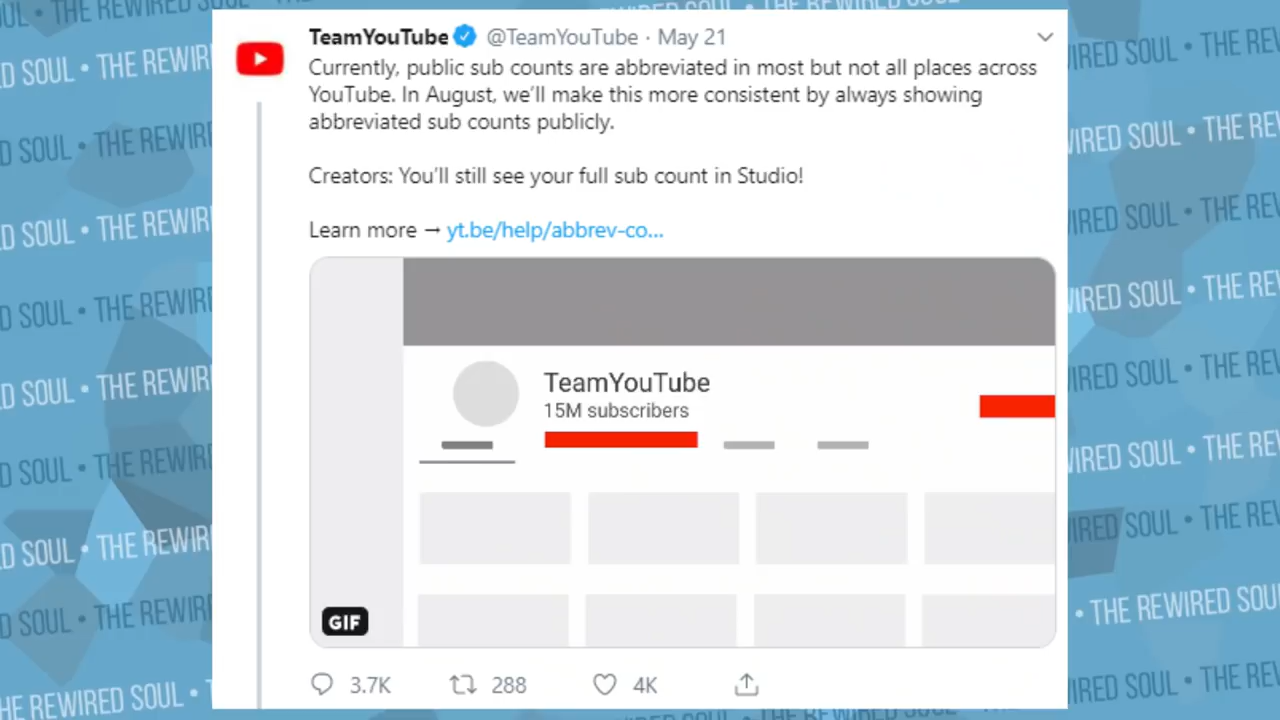 TeamYouTube @TeamYouTube · May 21
Currently, public sub counts are abbreviated in most but not all places across
YouTube. In August, we'll make this more consistent by always showing
abbreviated sub counts publicly.
Creators: You'll still see your full sub count in Studio!
Learn more → yt.be/help/abbrev-co...
TeamYouTube
15M subscribers
GIF
3.7K 288 4K
THE REWIRED SOUL • THE REWIRED SOUL